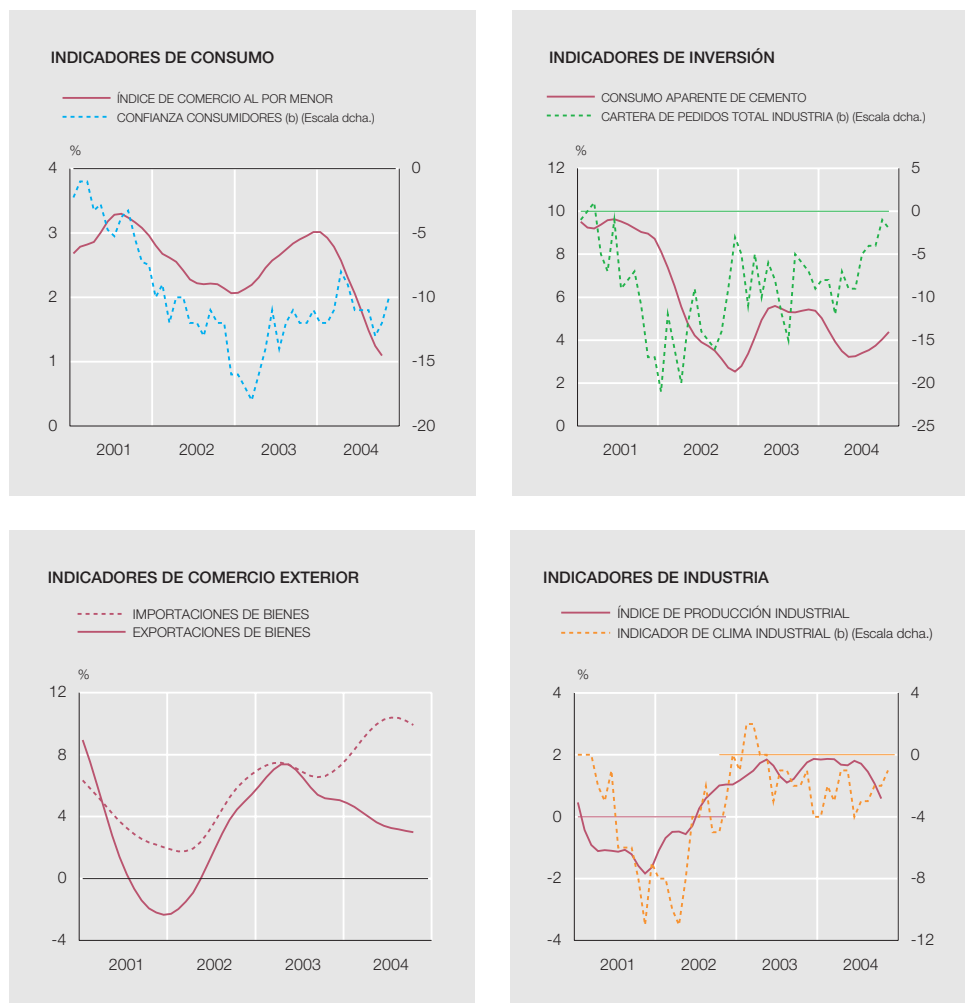 INDICADORES DE CONSUMO
ÍNDICE DE COMERCIO AL POR MENOR
CONFIANZA CONSUMIDORES (b) (Escala dcha.)
%
4
3
2
1
0
0
-5
-10
-15
-20
2001 2002 2003 2004
INDICADORES DE INVERSIÓN
CONSUMO APARENTE DE CEMENTO
CARTERA DE PEDIDOS TOTAL INDUSTRIA (b) (Escala dcha.)
%
12
10
8
6
4
2
0
5
0
-5
-10
-15
-20
-25
2001 2002 2003 2004
INDICADORES DE COMERCIO EXTERIOR
IMPORTACIONES DE BIENES
EXPORTACIONES DE BIENES
%
12
8
4
0
-4
2001 2002 2003 2004
INDICADORES DE INDUSTRIA
ÍNDICE DE PRODUCCIÓN INDUSTRIAL
INDICADOR DE CLIMA INDUSTRIAL (b) (Escala dcha.)
%
4
2
0
-2
-4
4
0
-4
-8
-12
2001 2002 2003 2004